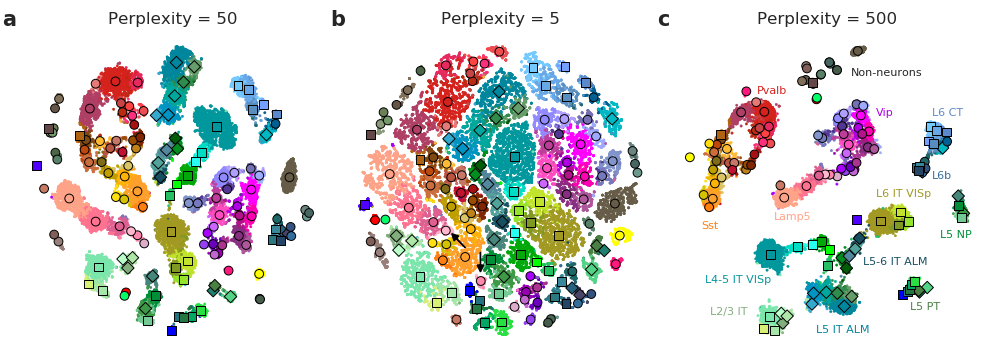 a Perplexity = 50
b Perplexity = 5
c Perplexity = 500
Non-neurons
Pvalb
Vip
L6 CT
L6b
L6 IT VISp
Lamp5
Sst
L5 NP
L5-6 IT ALM
L4-5 IT VISp
L5 PT
L2/3 IT
L5 IT ALM